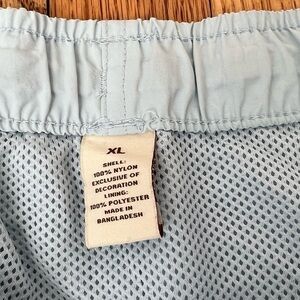 XL
SHELL:
100% NYLON
EXCLUSIVE OF
DECORATION
LINING:
100% POLYESTER
MADE IN
BANGLADESH